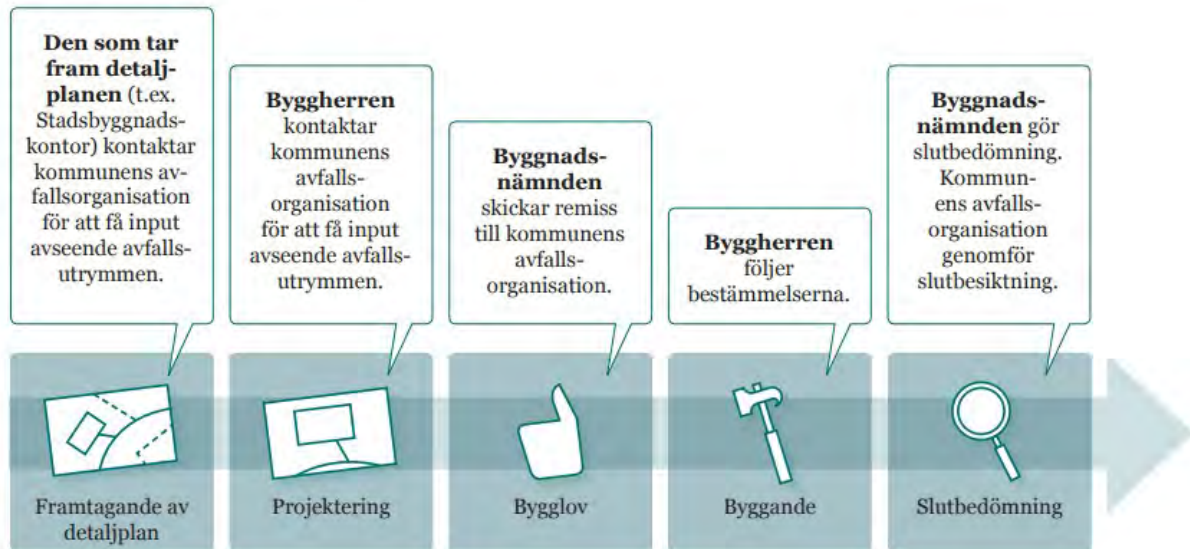 Den som tar
fram detalj-
planen (t.ex.
Stadsbyggnads-
kontor) kontaktar
kommunens av-
fallsorganisation
för att få input
avseende avfalls-
utrymmen.
Byggherren
kontaktar
kommunens
avfalls-
organisation
för att få input
avseende avfalls-
utrymmen.
Byggnads-
nämnden
skickar remiss
till kommunens
avfalls-
organisation.
Byggherren
följer
bestämmelserna.
Byggnads-
nämnden gör
slutbedömning.
Kommun-
ens avfalls-
organisation
genomför
slutbesiktning.
Framtagande av
detaljplan
Projektering
Bygglov
Byggande
Slutbedömning